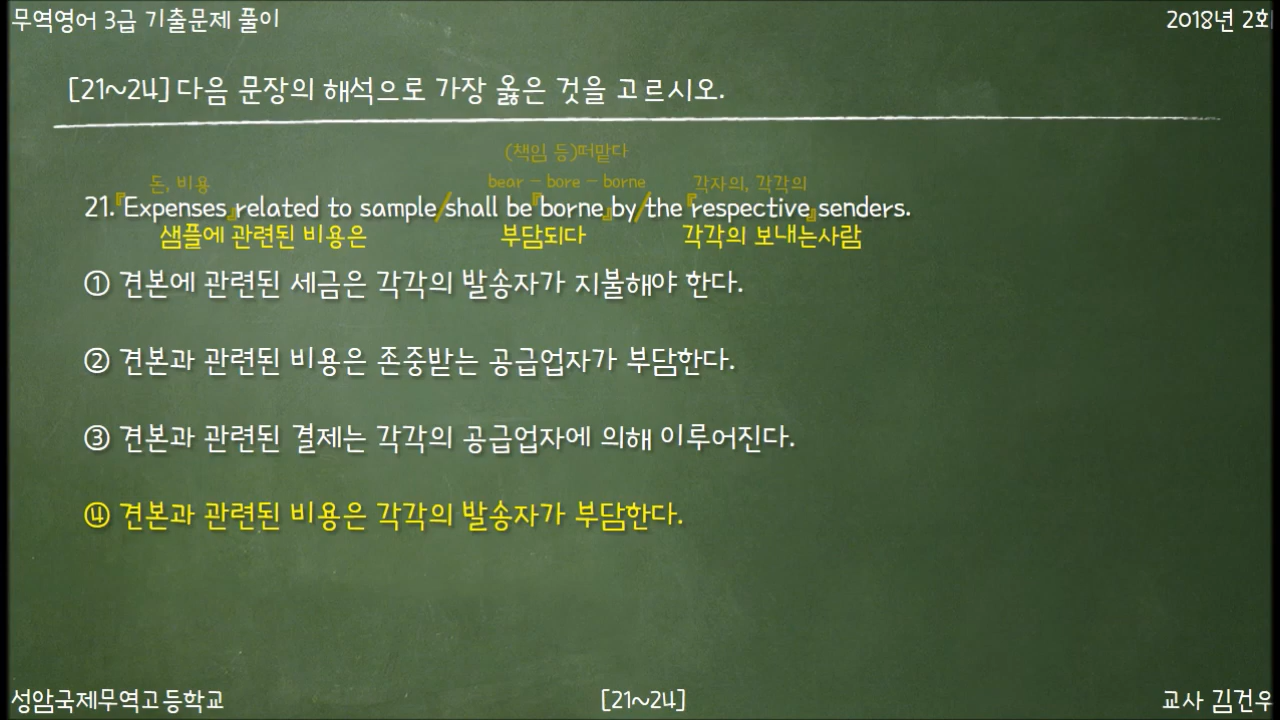 무역영어 3급 기출문제 풀이
2018년 2회
[21~24] 다음 문장의 해석으로 가장 옳은 것을 고르시오.
(책임 등)떠맡다
돈, 비용
bear - bore - borne
각자의, 각각의
21.『Expenses』related to sample/shall be『borne』by/the『respective』senders.
샘플에 관련된 비용은
부담되다
각각의 보내는사람
① 견본에 관련된 세금은 각각의 발송자가 지불해야 한다.
② 견본과 관련된 비용은 존중받는 공급업자가 부담한다.
③ 견본과 관련된 결제는 각각의 공급업자에 의해 이루어진다.
④ 견본과 관련된 비용은 각각의 발송자가 부담한다.
성암국제무역고등학교
[21~24]
교사 김건우